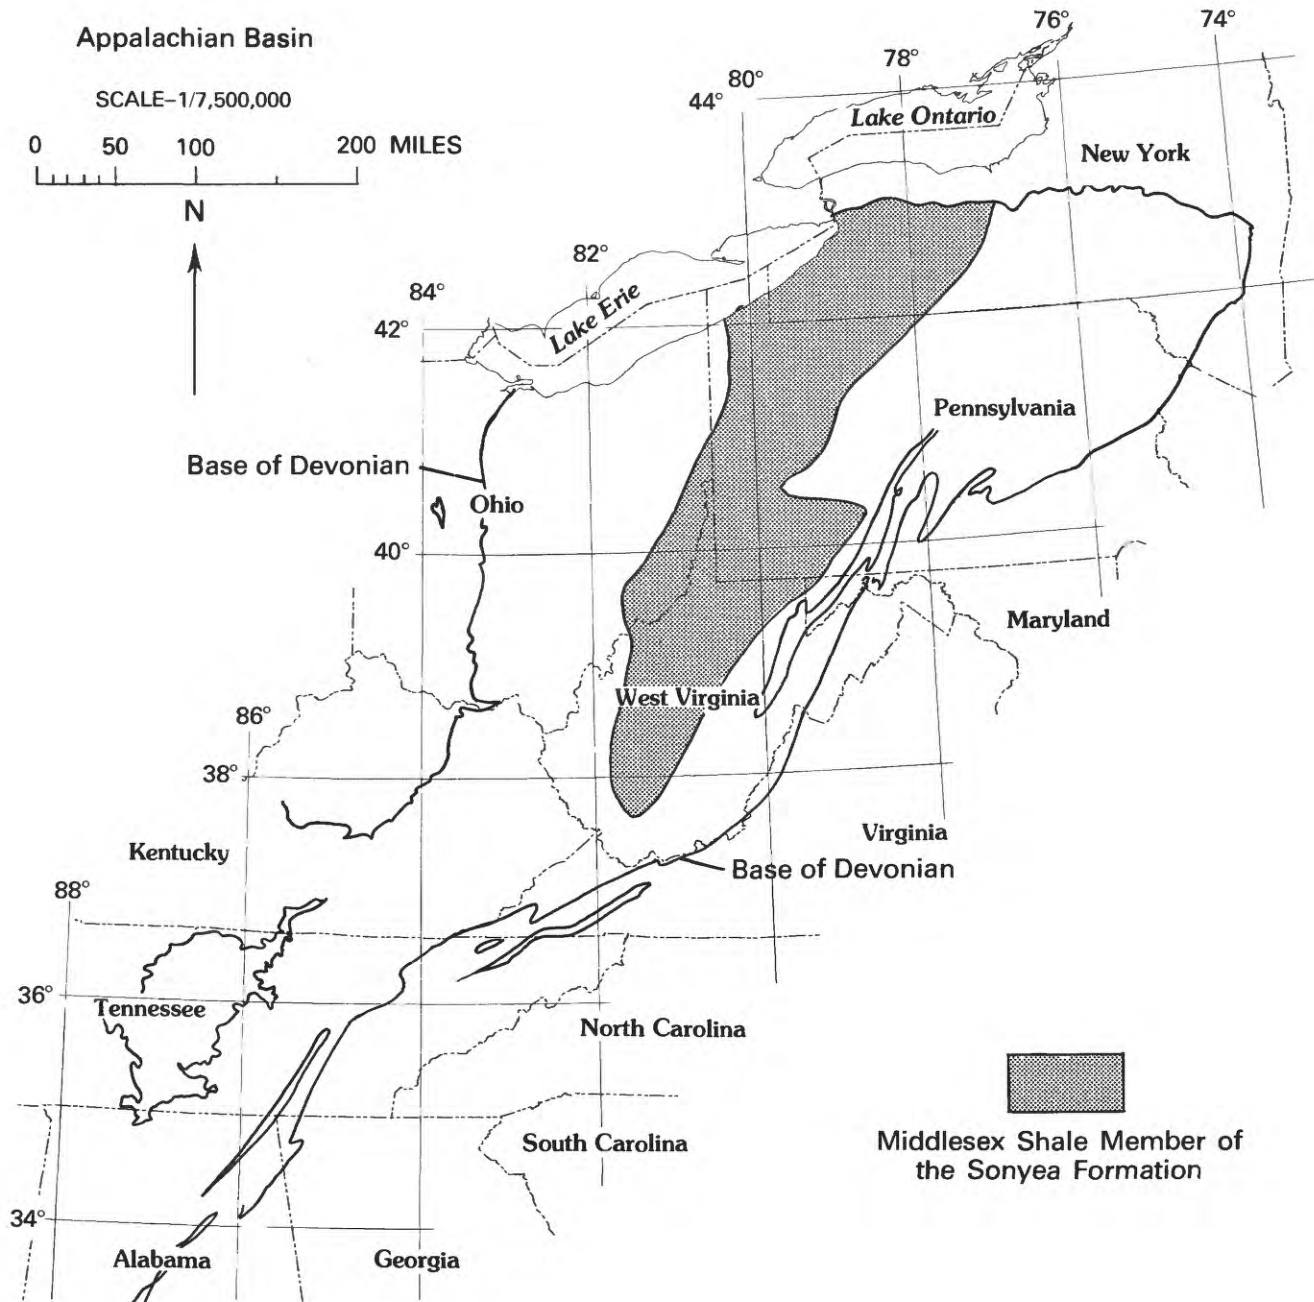 Appalachian Basin
SCALE-1/7,500,000
0 50 100 200 MILES
N
76°
74°
78°
80°
44°
Lake Ontario
New York
82°
84°
Lake Erie
42°
Pennsylvania
Base of Devonian
Ohio
40°
Maryland
West Virginia
86°
38°
Virginia
Kentucky
Base of Devonian
88°
36°
Tennessee
North Carolina
South Carolina
Middlesex Shale Member of
the Sonyea Formation
34°
Alabama
Georgia